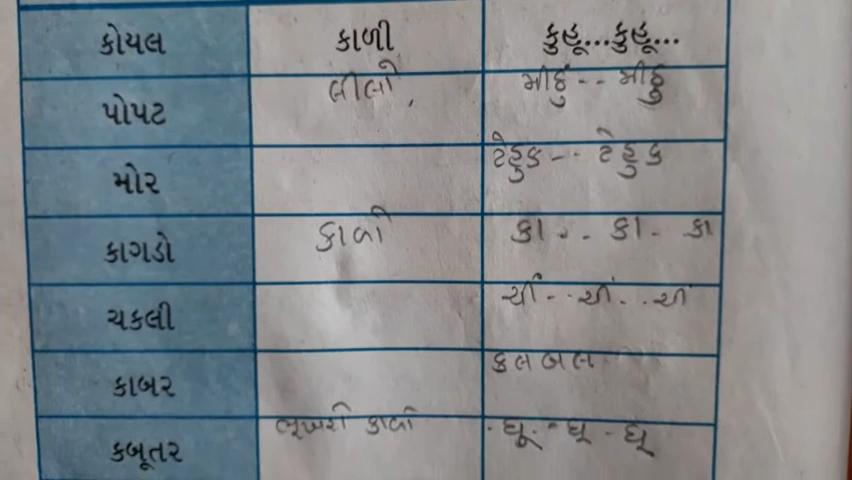 કોયલ કાળી કુહૂ...કુહૂ...
પોપટ લીલો મીઠું -- મીઠું
મોર ટેહુક -- ટેહુક
કાગડો કાળો કા .. કા . કા
ચકલી ચીં -- ચીં .. ચીં
કાબર કલબલ
કબૂતર ભૂખરો કાળો ઘૂ -- ઘૂ - ઘૂ